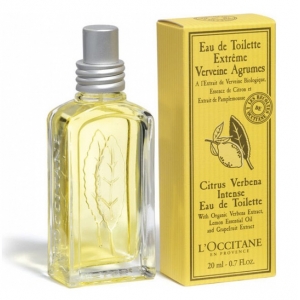 Eau de Toilette
Extrême
Verveine Agrumes
A l'Extrait de Verveine Biologique,
Essence de Citron et
Extrait de Pamplemousse
Citrus Verbena
Intense
Eau de Toilette
With Organic Verbena Extract,
Lemon Essential Oil
and Grapefruit Extract
L'OCCITANE
EN PROVENCE
20 ml - 0.7 Fl.Oz.